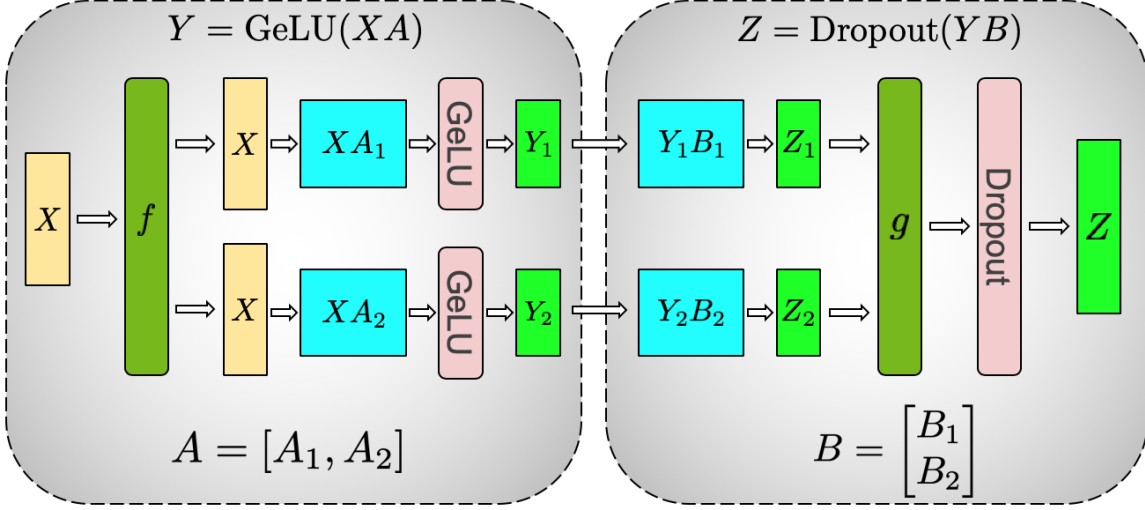 Y = GeLU(XA)
X
f
X
XA₁
GeLU
Y₁
X
XA₂
GeLU
Y₂
A = [A₁, A₂]
Z = Dropout(YB)
Y₁B₁
Z₁
Y₂B₂
Z₂
g
Dropout
Z
B = [B₁
B₂]